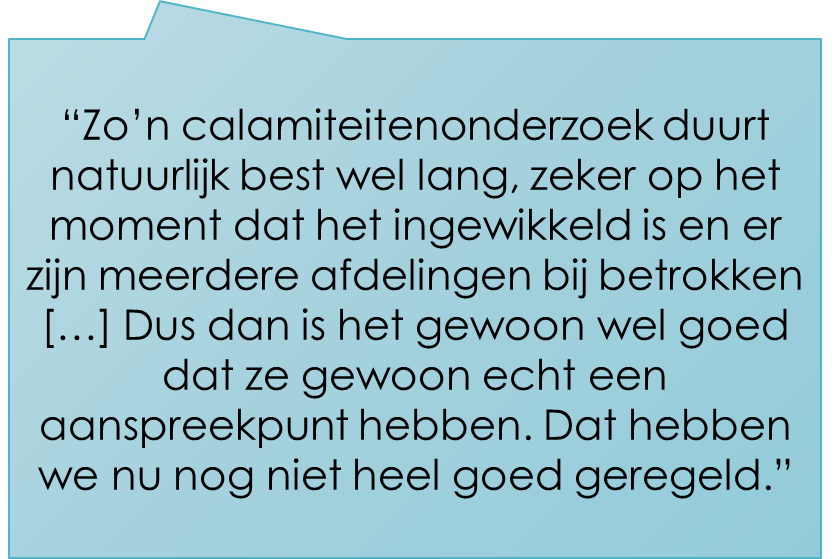 “Zo’n calamiteitenonderzoek duurt
natuurlijk best wel lang, zeker op het
moment dat het ingewikkeld is en er
zijn meerdere afdelingen bij betrokken
[…] Dus dan is het gewoon wel goed
dat ze gewoon echt een
aanspreekpunt hebben. Dat hebben
we nu nog niet heel goed geregeld.”